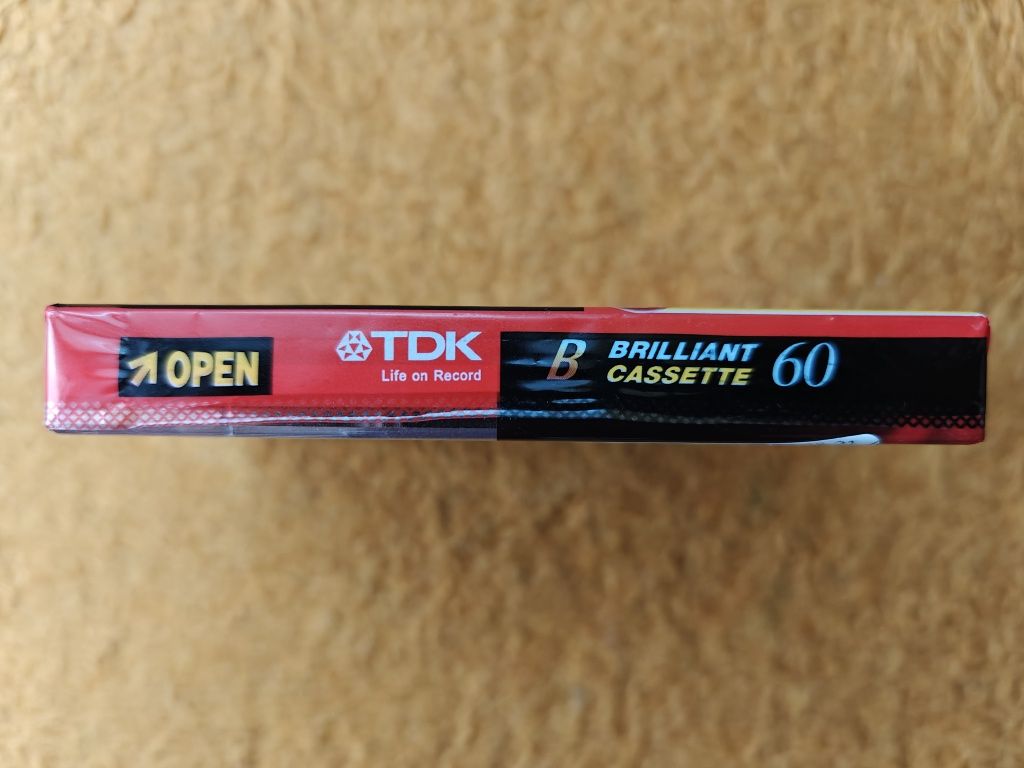 OPEN
TDK
Life on Record
B
BRILLIANT
CASSETTE
60